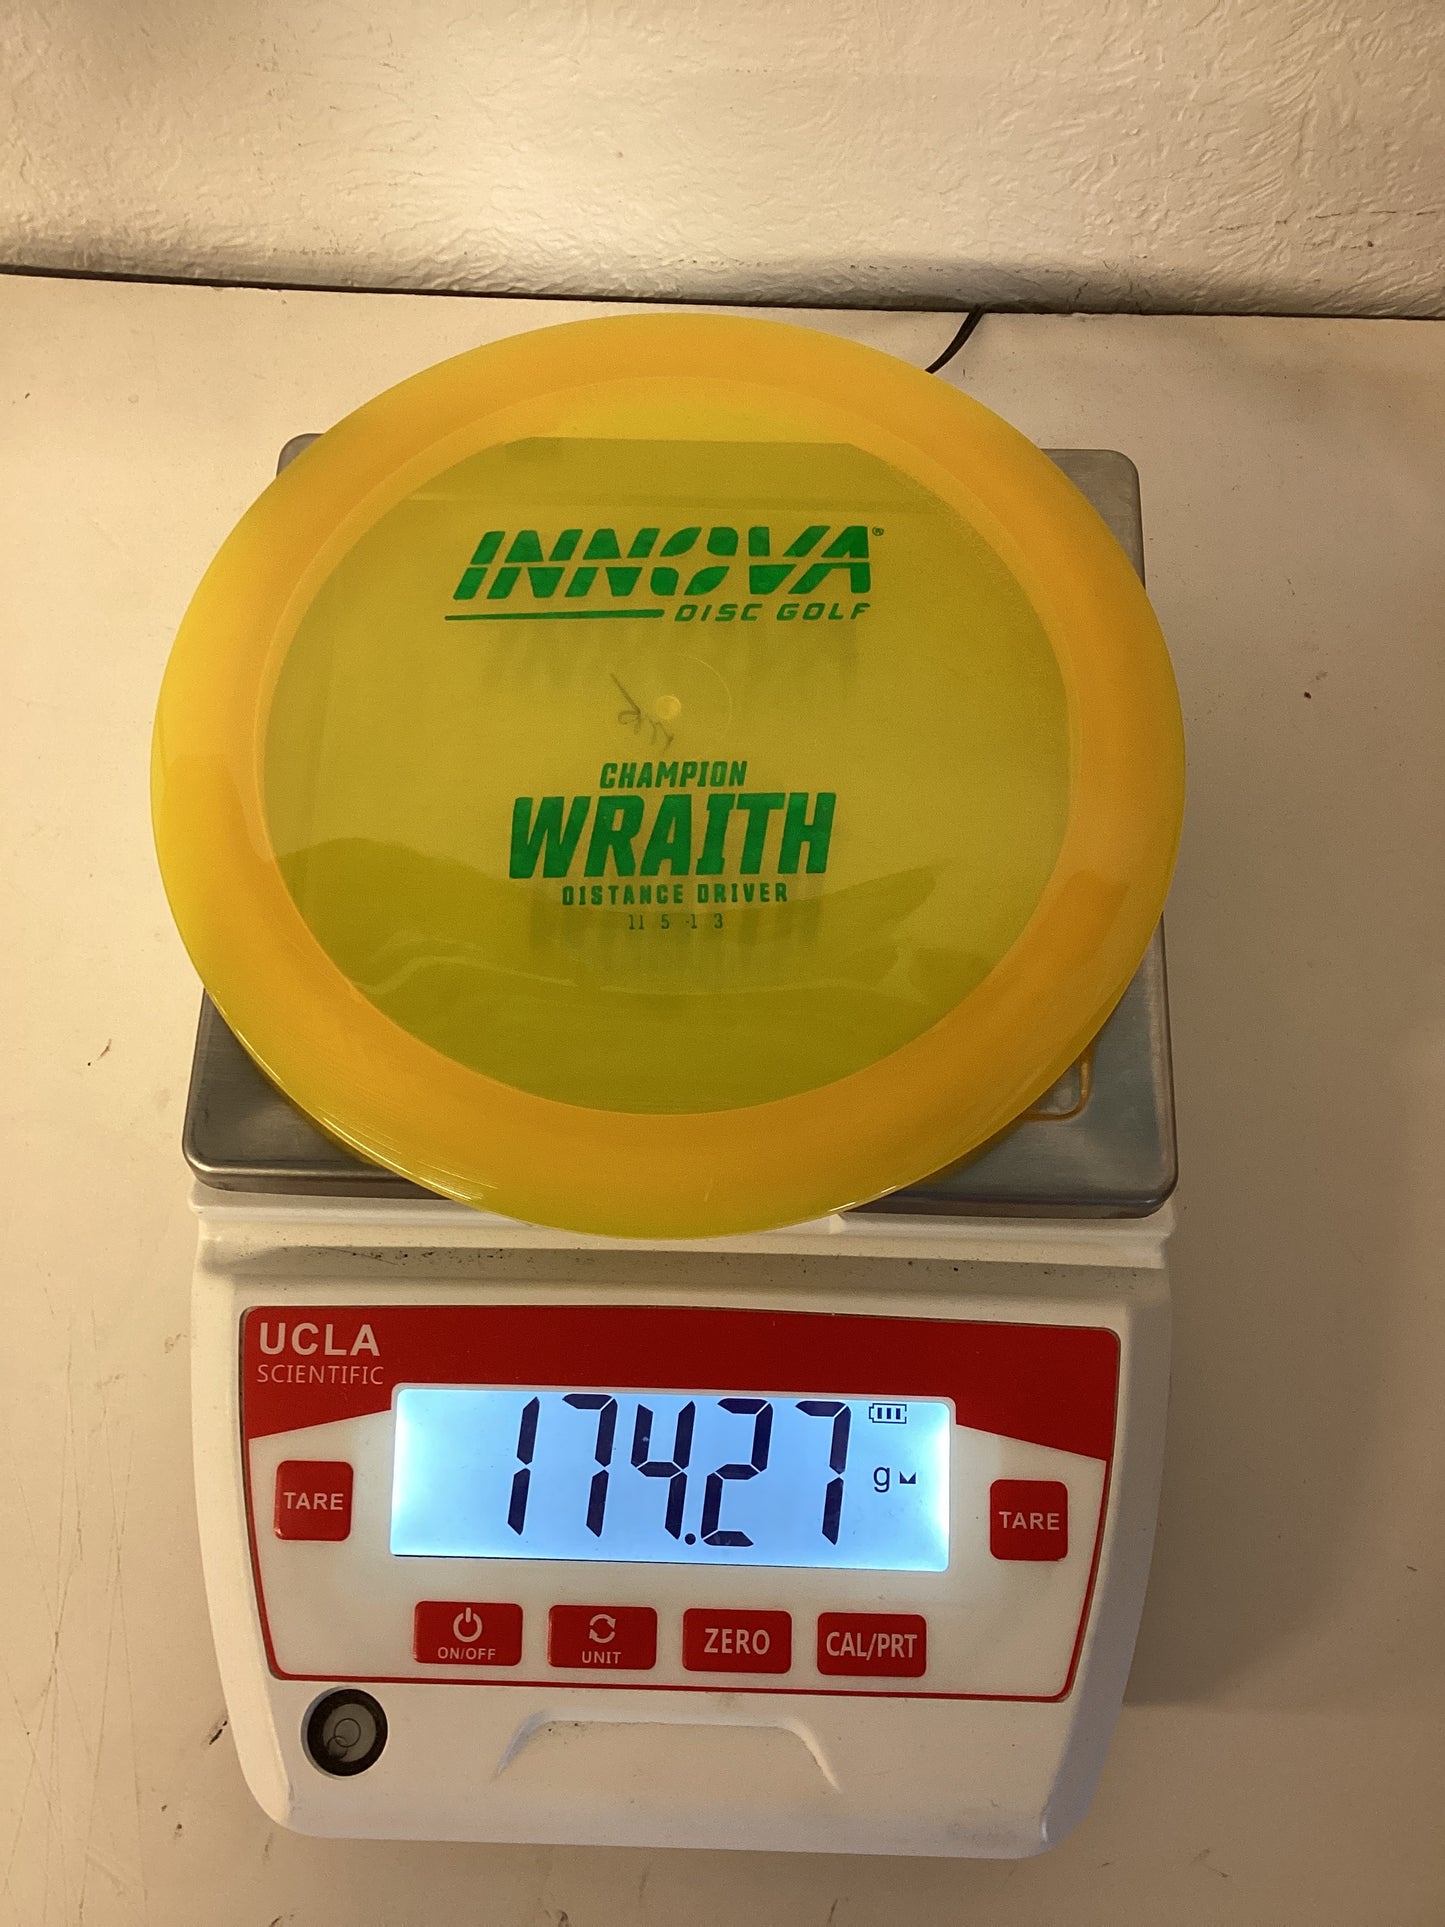 INNOVA®
DISC GOLF
CHAMPION
WRAITH
DISTANCE DRIVER
11 5 -1 3
UCLA
SCIENTIFIC
174.27 g
TARE
TARE
ON/OFF
UNIT
ZERO
CAL/PRT